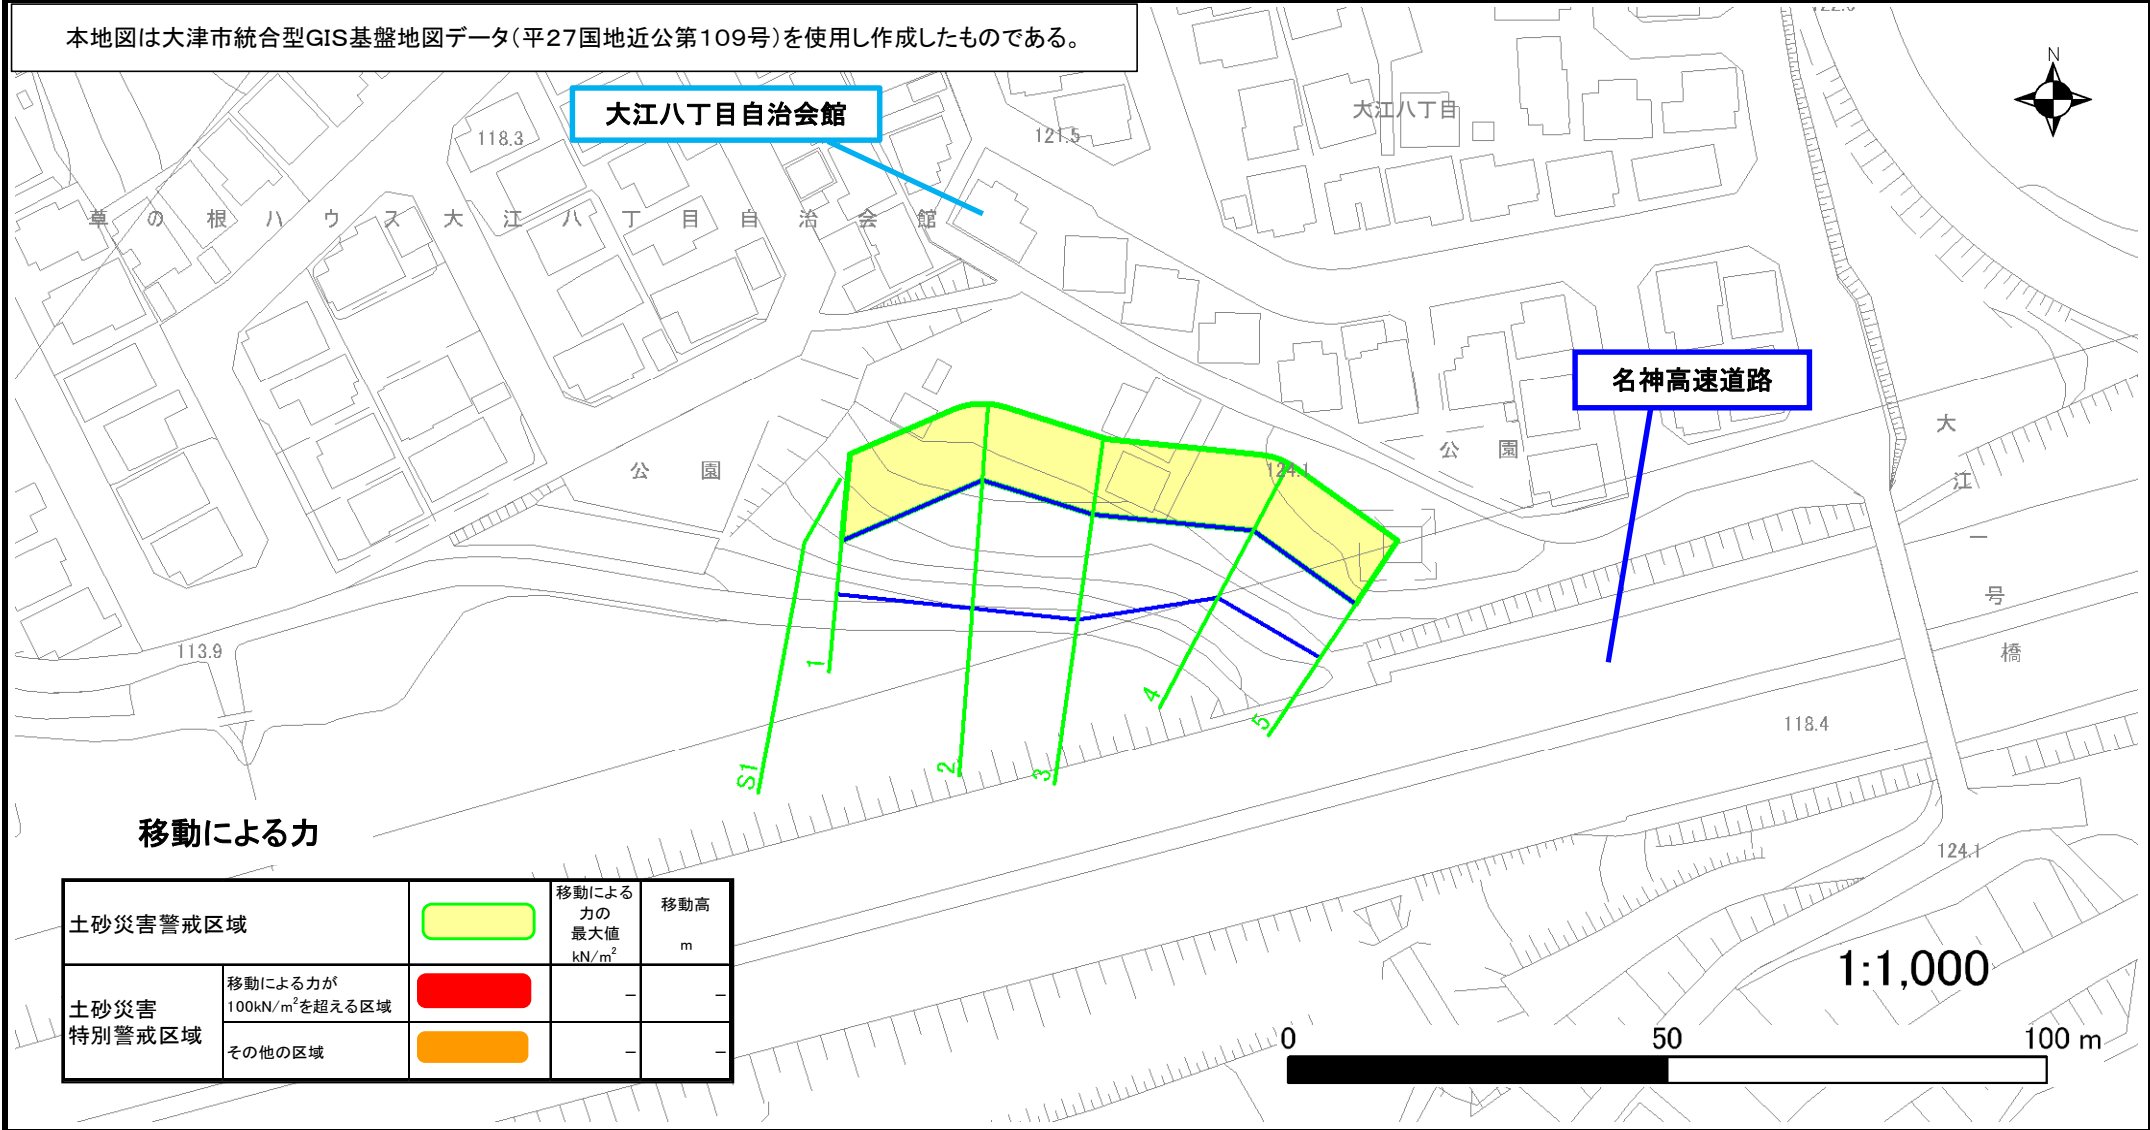 本地図は大津市統合型GIS基盤地図データ(平27国地近公第109号)を使用し作成したものである。
N
大江八丁目自治会館
118.3
121.5
大江八丁目
草の根ハウス大江八丁目自治会館
名神高速道路
公園
124.1
公園
大江一号橋
113.9
118.4
124.1
S1
1
2
3
4
5
移動による力
土砂災害警戒区域
移動による
力の
最大値
kN/m²
移動高
m
土砂災害
特別警戒区域
移動による力が
100kN/m²を超える区域
－
－
その他の区域
－
－
1:1,000
0
50
100 m